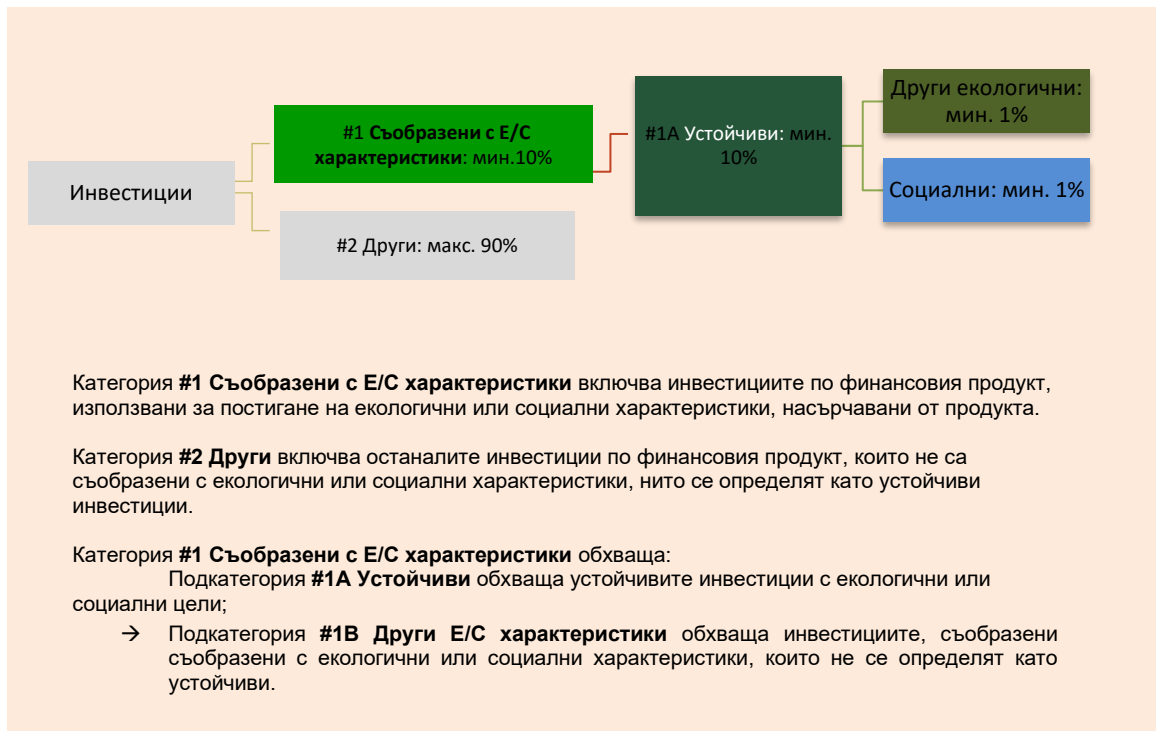 Други екологични:
мин. 1%
#1 Съобразени с Е/С
характеристики: мин.10%
#1А Устойчиви: мин.
10%
Инвестиции
Социални: мин. 1%
#2 Други: макс. 90%
Категория #1 Съобразени с Е/С характеристики включва инвестициите по финансовия продукт,
използвани за постигане на екологични или социални характеристики, насърчавани от продукта.
Категория #2 Други включва останалите инвестиции по финансовия продукт, които не са
съобразени с екологични или социални характеристики, нито се определят като устойчиви
инвестиции.
Категория #1 Съобразени с Е/С характеристики обхваща:
Подкатегория #1А Устойчиви обхваща устойчивите инвестиции с екологични или
социални цели;
→ Подкатегория #1В Други Е/С характеристики обхваща инвестициите, съобразени
съобразени с екологични или социални характеристики, които не се определят като
устойчиви.